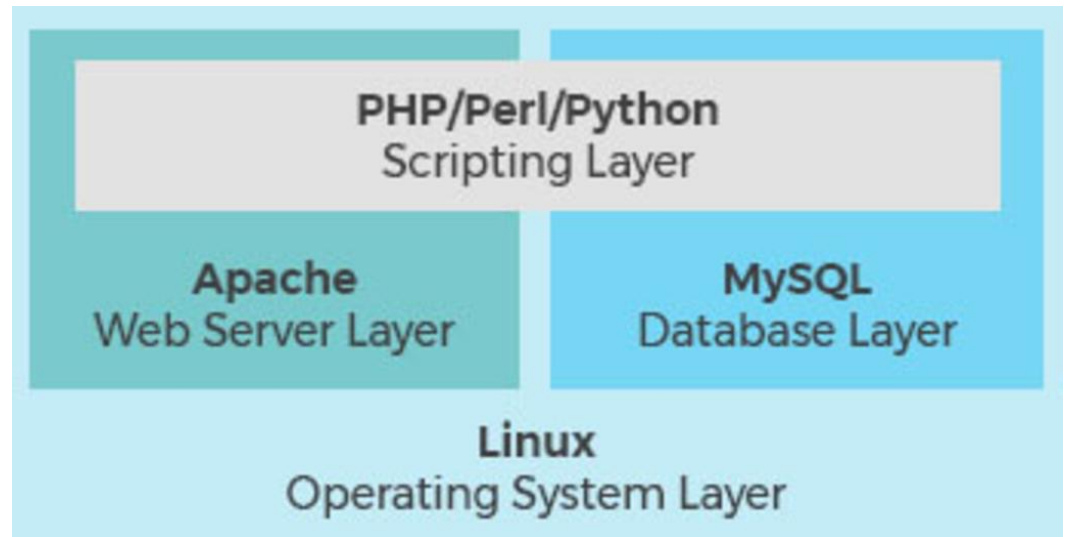 PHP/Perl/Python
Scripting Layer
Apache
Web Server Layer
MySQL
Database Layer
Linux
Operating System Layer